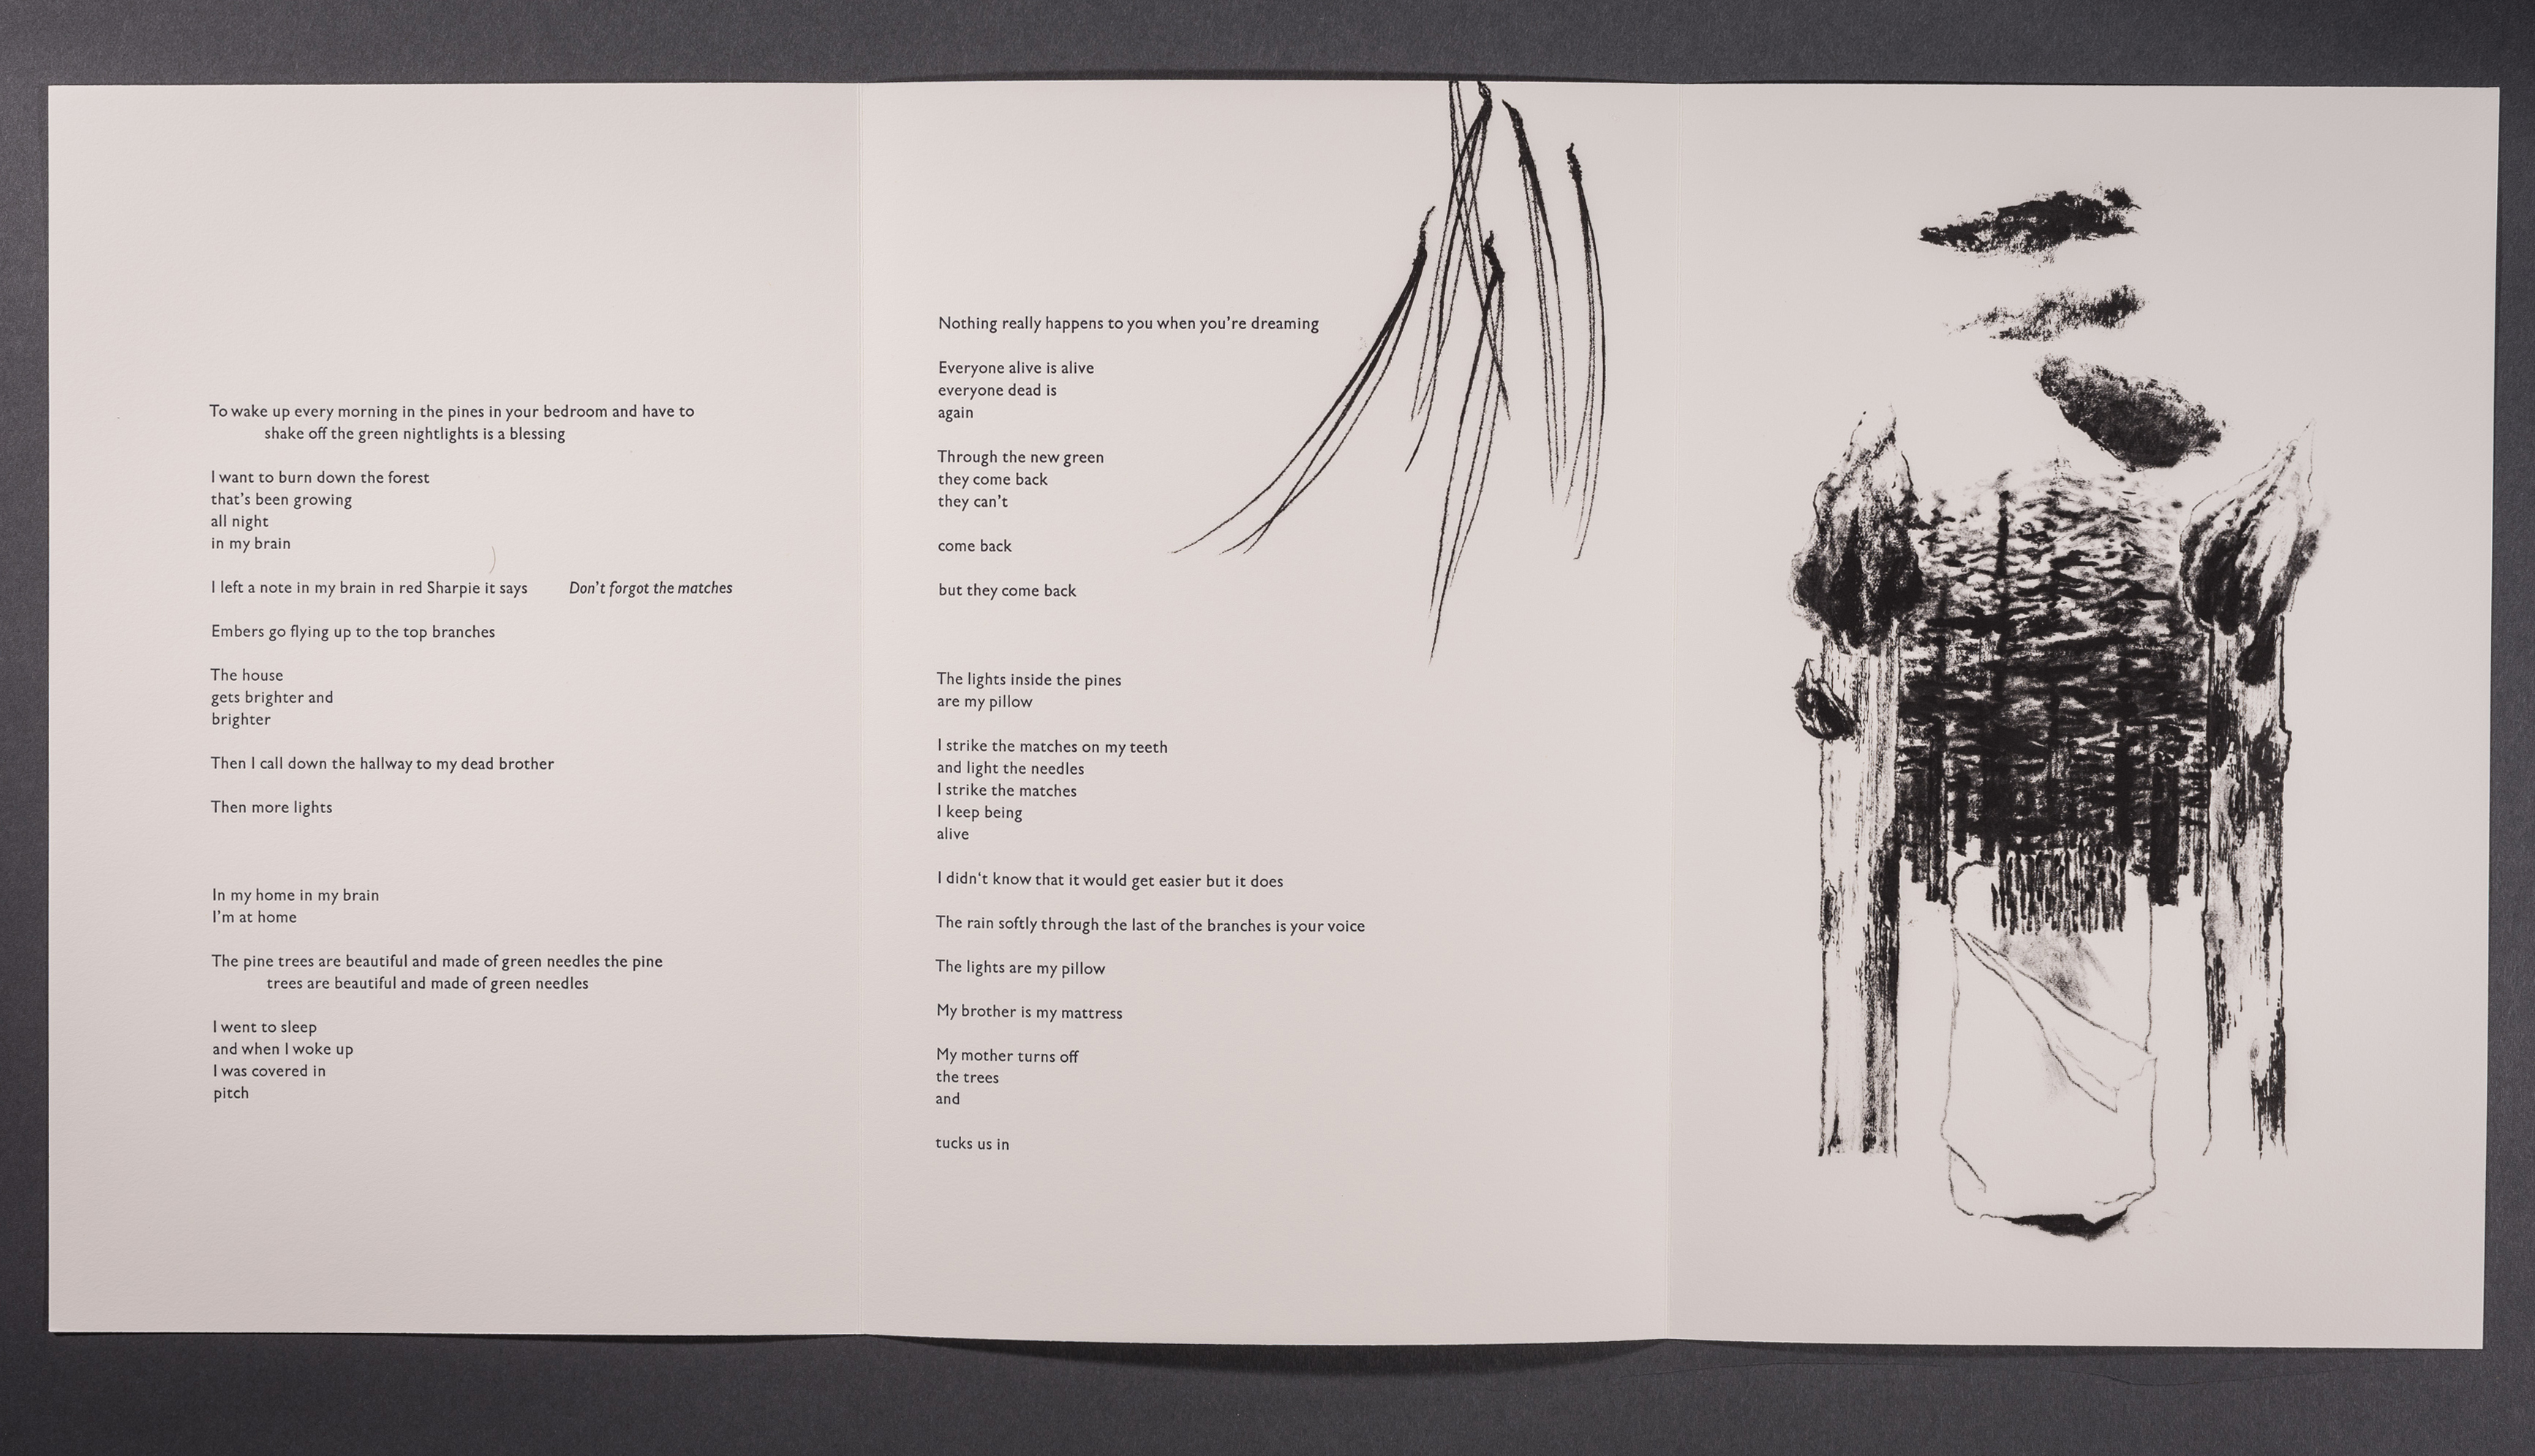 To wake up every morning in the pines in your bedroom and have to
shake off the green nightlights is a blessing
I want to burn down the forest
that's been growing
all night
in my brain
I left a note in my brain in red Sharpie it says Don't forgot the matches
Embers go flying up to the top branches
The house
gets brighter and
brighter
Then I call down the hallway to my dead brother
Then more lights
In my home in my brain
I'm at home
The pine trees are beautiful and made of green needles the pine
trees are beautiful and made of green needles
I went to sleep
and when I woke up
I was covered in
pitch
Nothing really happens to you when you're dreaming
Everyone alive is alive
everyone dead is
again
Through the new green
they come back
they can't
come back
but they come back
The lights inside the pines
are my pillow
I strike the matches on my teeth
and light the needles
I strike the matches
I keep being
alive
I didn‘t know that it would get easier but it does
The rain softly through the last of the branches is your voice
The lights are my pillow
My brother is my mattress
My mother turns off
the trees
and
tucks us in